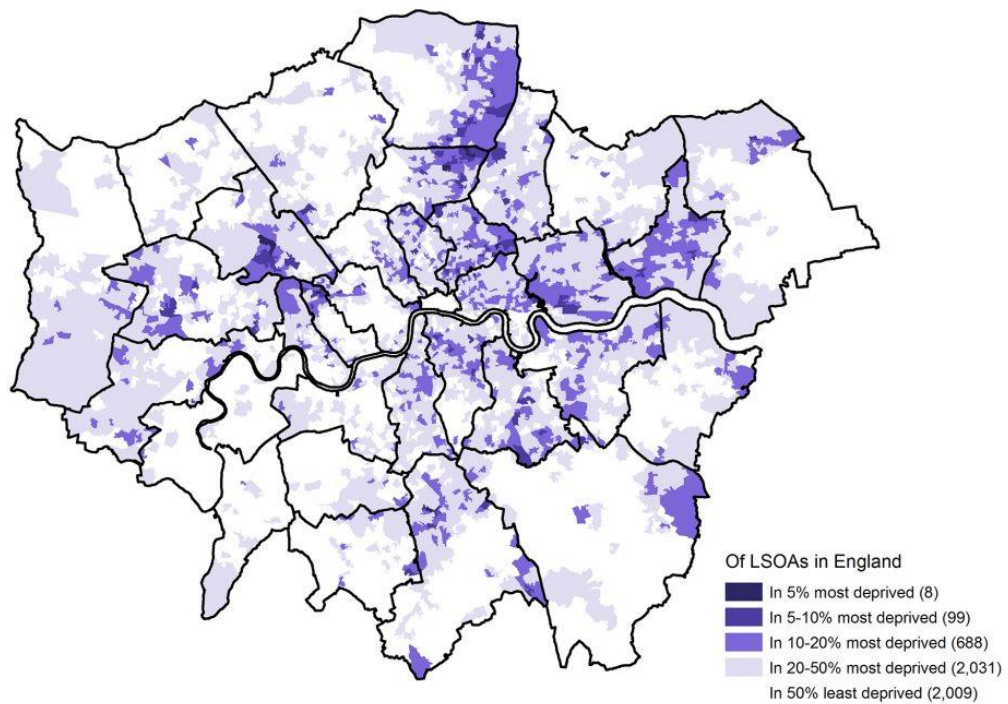 Of LSOAs in England
In 5% most deprived (8)
In 5-10% most deprived (99)
In 10-20% most deprived (688)
In 20-50% most deprived (2,031)
In 50% least deprived (2,009)